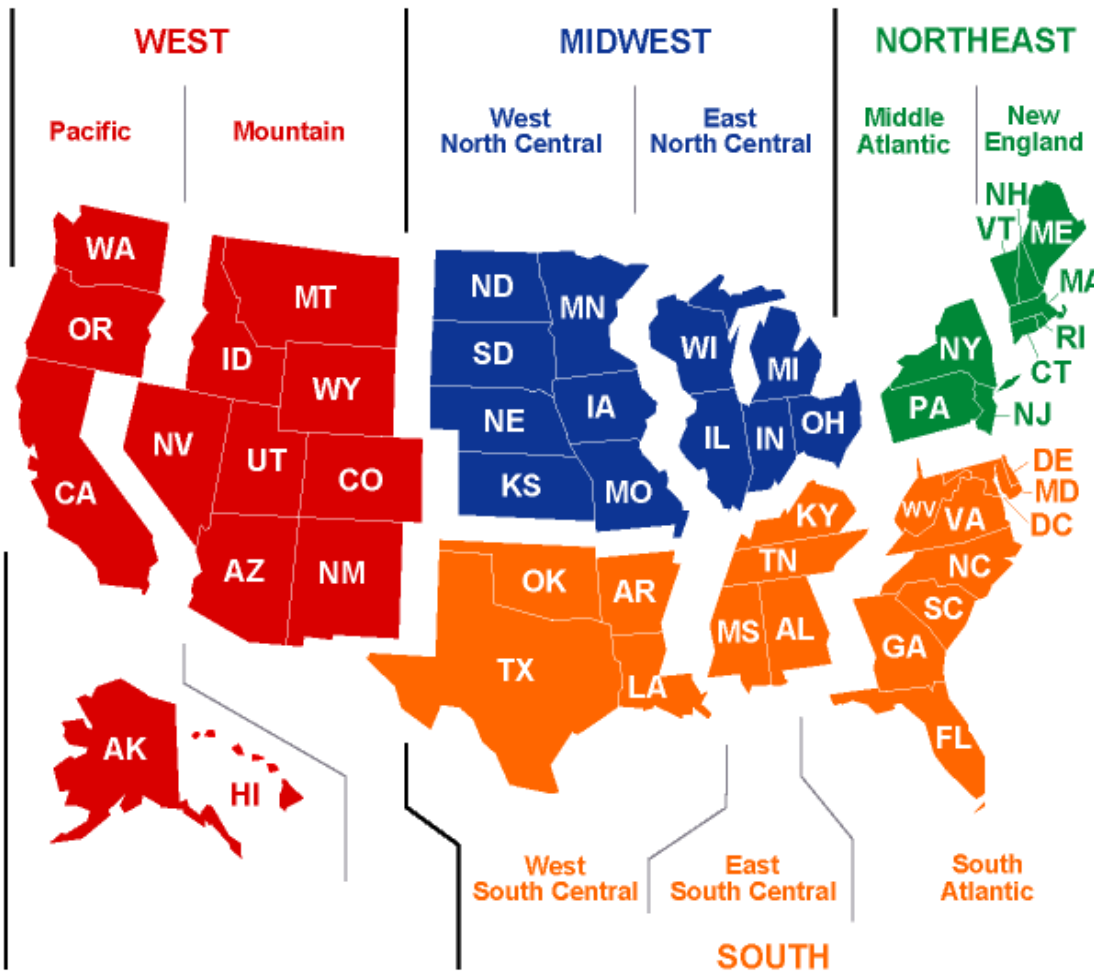 WEST
MIDWEST
NORTHEAST
Pacific
Mountain
West
North Central
East
North Central
Middle
Atlantic
New
England
WA
OR
CA
AK
HI
MT
ID
WY
NV
UT
CO
AZ
NM
ND
SD
NE
KS
MN
IA
MO
WI
MI
IL
IN
OH
NY
PA
NJ
NH
VT
ME
MA
RI
CT
OK
TX
AR
LA
KY
TN
MS
AL
DE
MD
DC
WV
VA
NC
SC
GA
FL
West
South Central
East
South Central
South
Atlantic
SOUTH